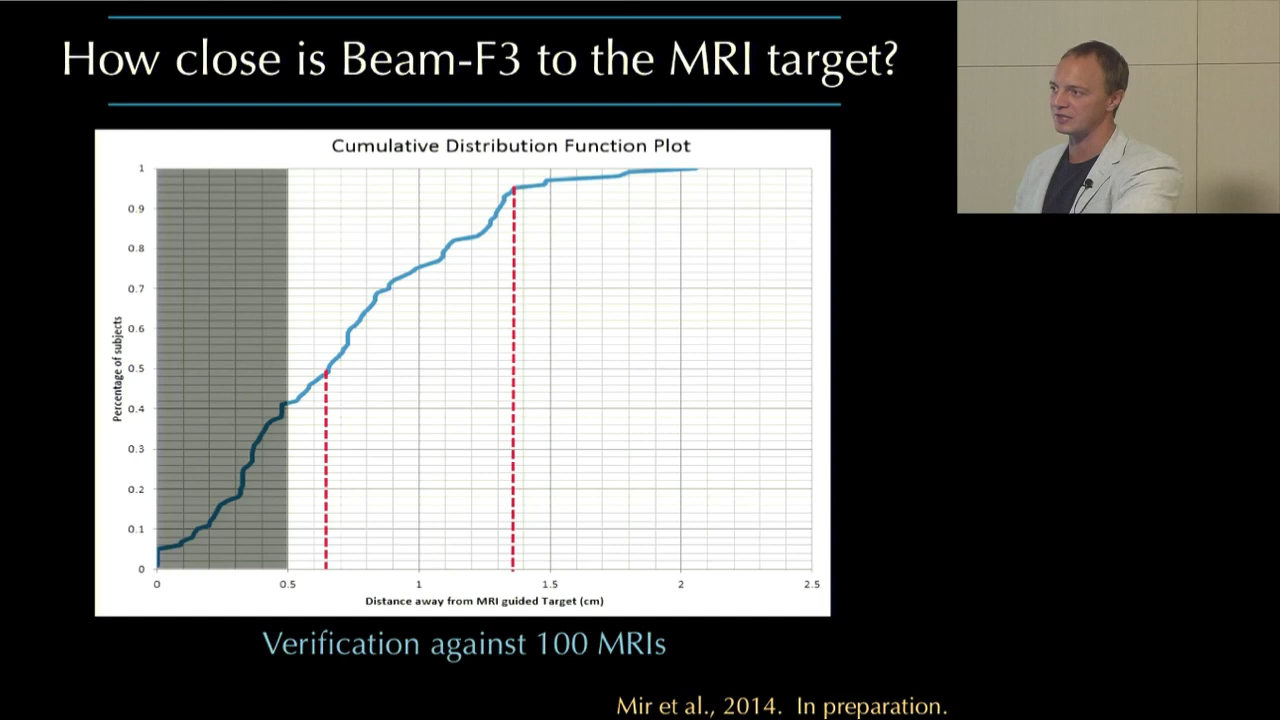 How close is Beam-F3 to the MRI target?
Cumulative Distribution Function Plot
1
0.9
0.8
0.7
0.6
0.5
0.4
0.3
0.2
0.1
0
Percentage of subjects
0 0.5 1 1.5 2 2.5
Distance away from MRI guided Target (cm)
Verification against 100 MRIs
Mir et al., 2014. In preparation.